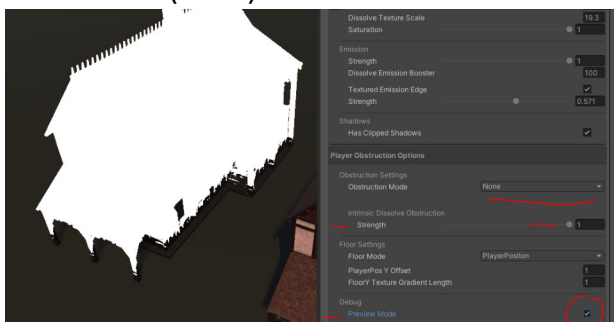 Dissolve Texture Scale 19.3
Saturation 1
Emission
Strength 1
Dissolve Emission Booster 100
Textured Emission Edge
Strength 0.571
Shadows
Has Clipped Shadows
Player Obstruction Options
Obstruction Settings
Obstruction Mode None
Intrinsic Dissolve Obstruction
Strength 1
Floor Settings
Floor Mode PlayerPositon
PlayerPos Y Offset 1
FloorY Texture Gradient Length 1
Debug
Preview Mode